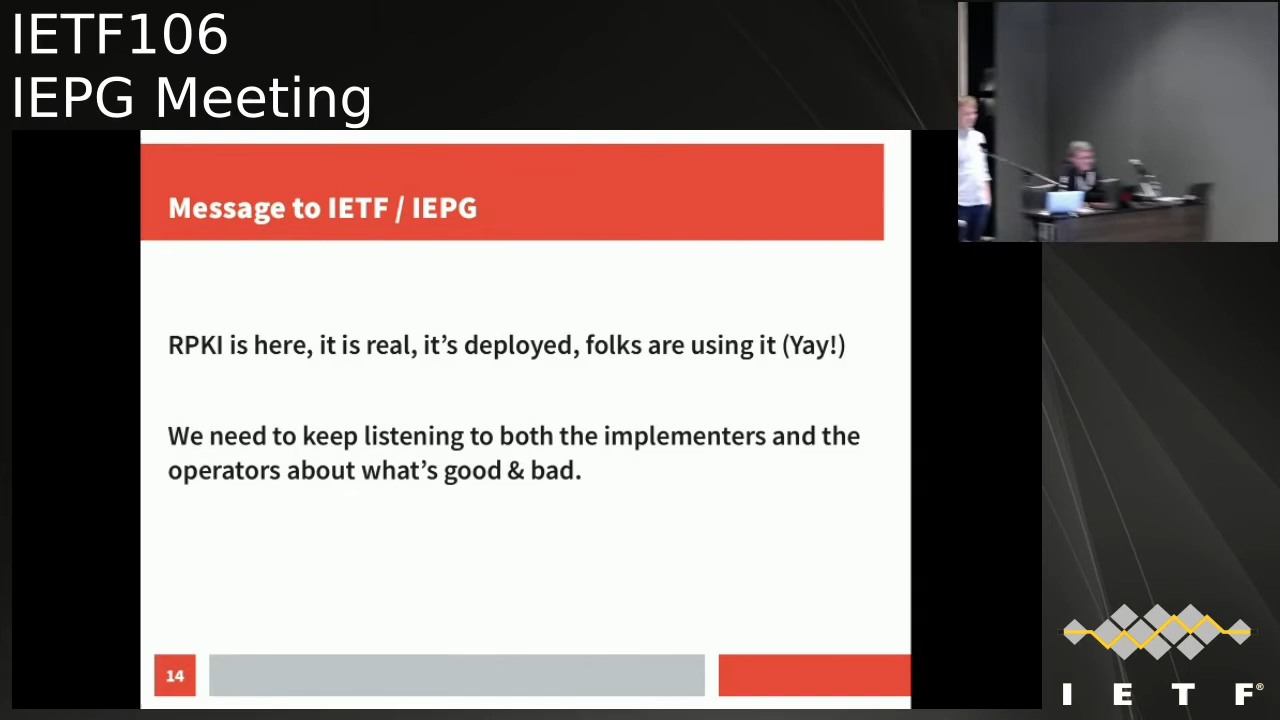 IETF106
IEPG Meeting
Message to IETF / IEPG
RPKI is here, it is real, it’s deployed, folks are using it (Yay!)
We need to keep listening to both the implementers and the
operators about what’s good & bad.
14
I E T F®